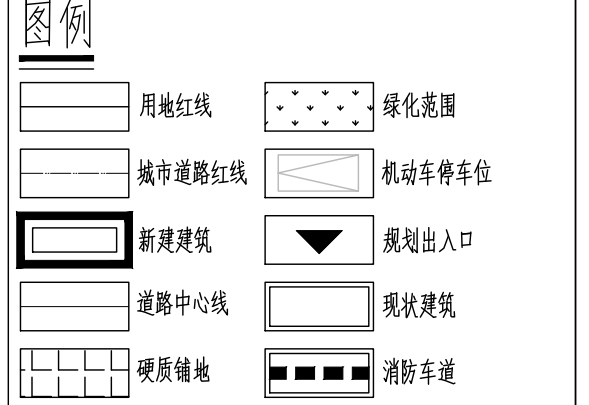 图例
用地红线
绿化范围
城市道路红线
机动车停车位
新建建筑
规划出入口
道路中心线
现状建筑
硬质铺地
消防车道